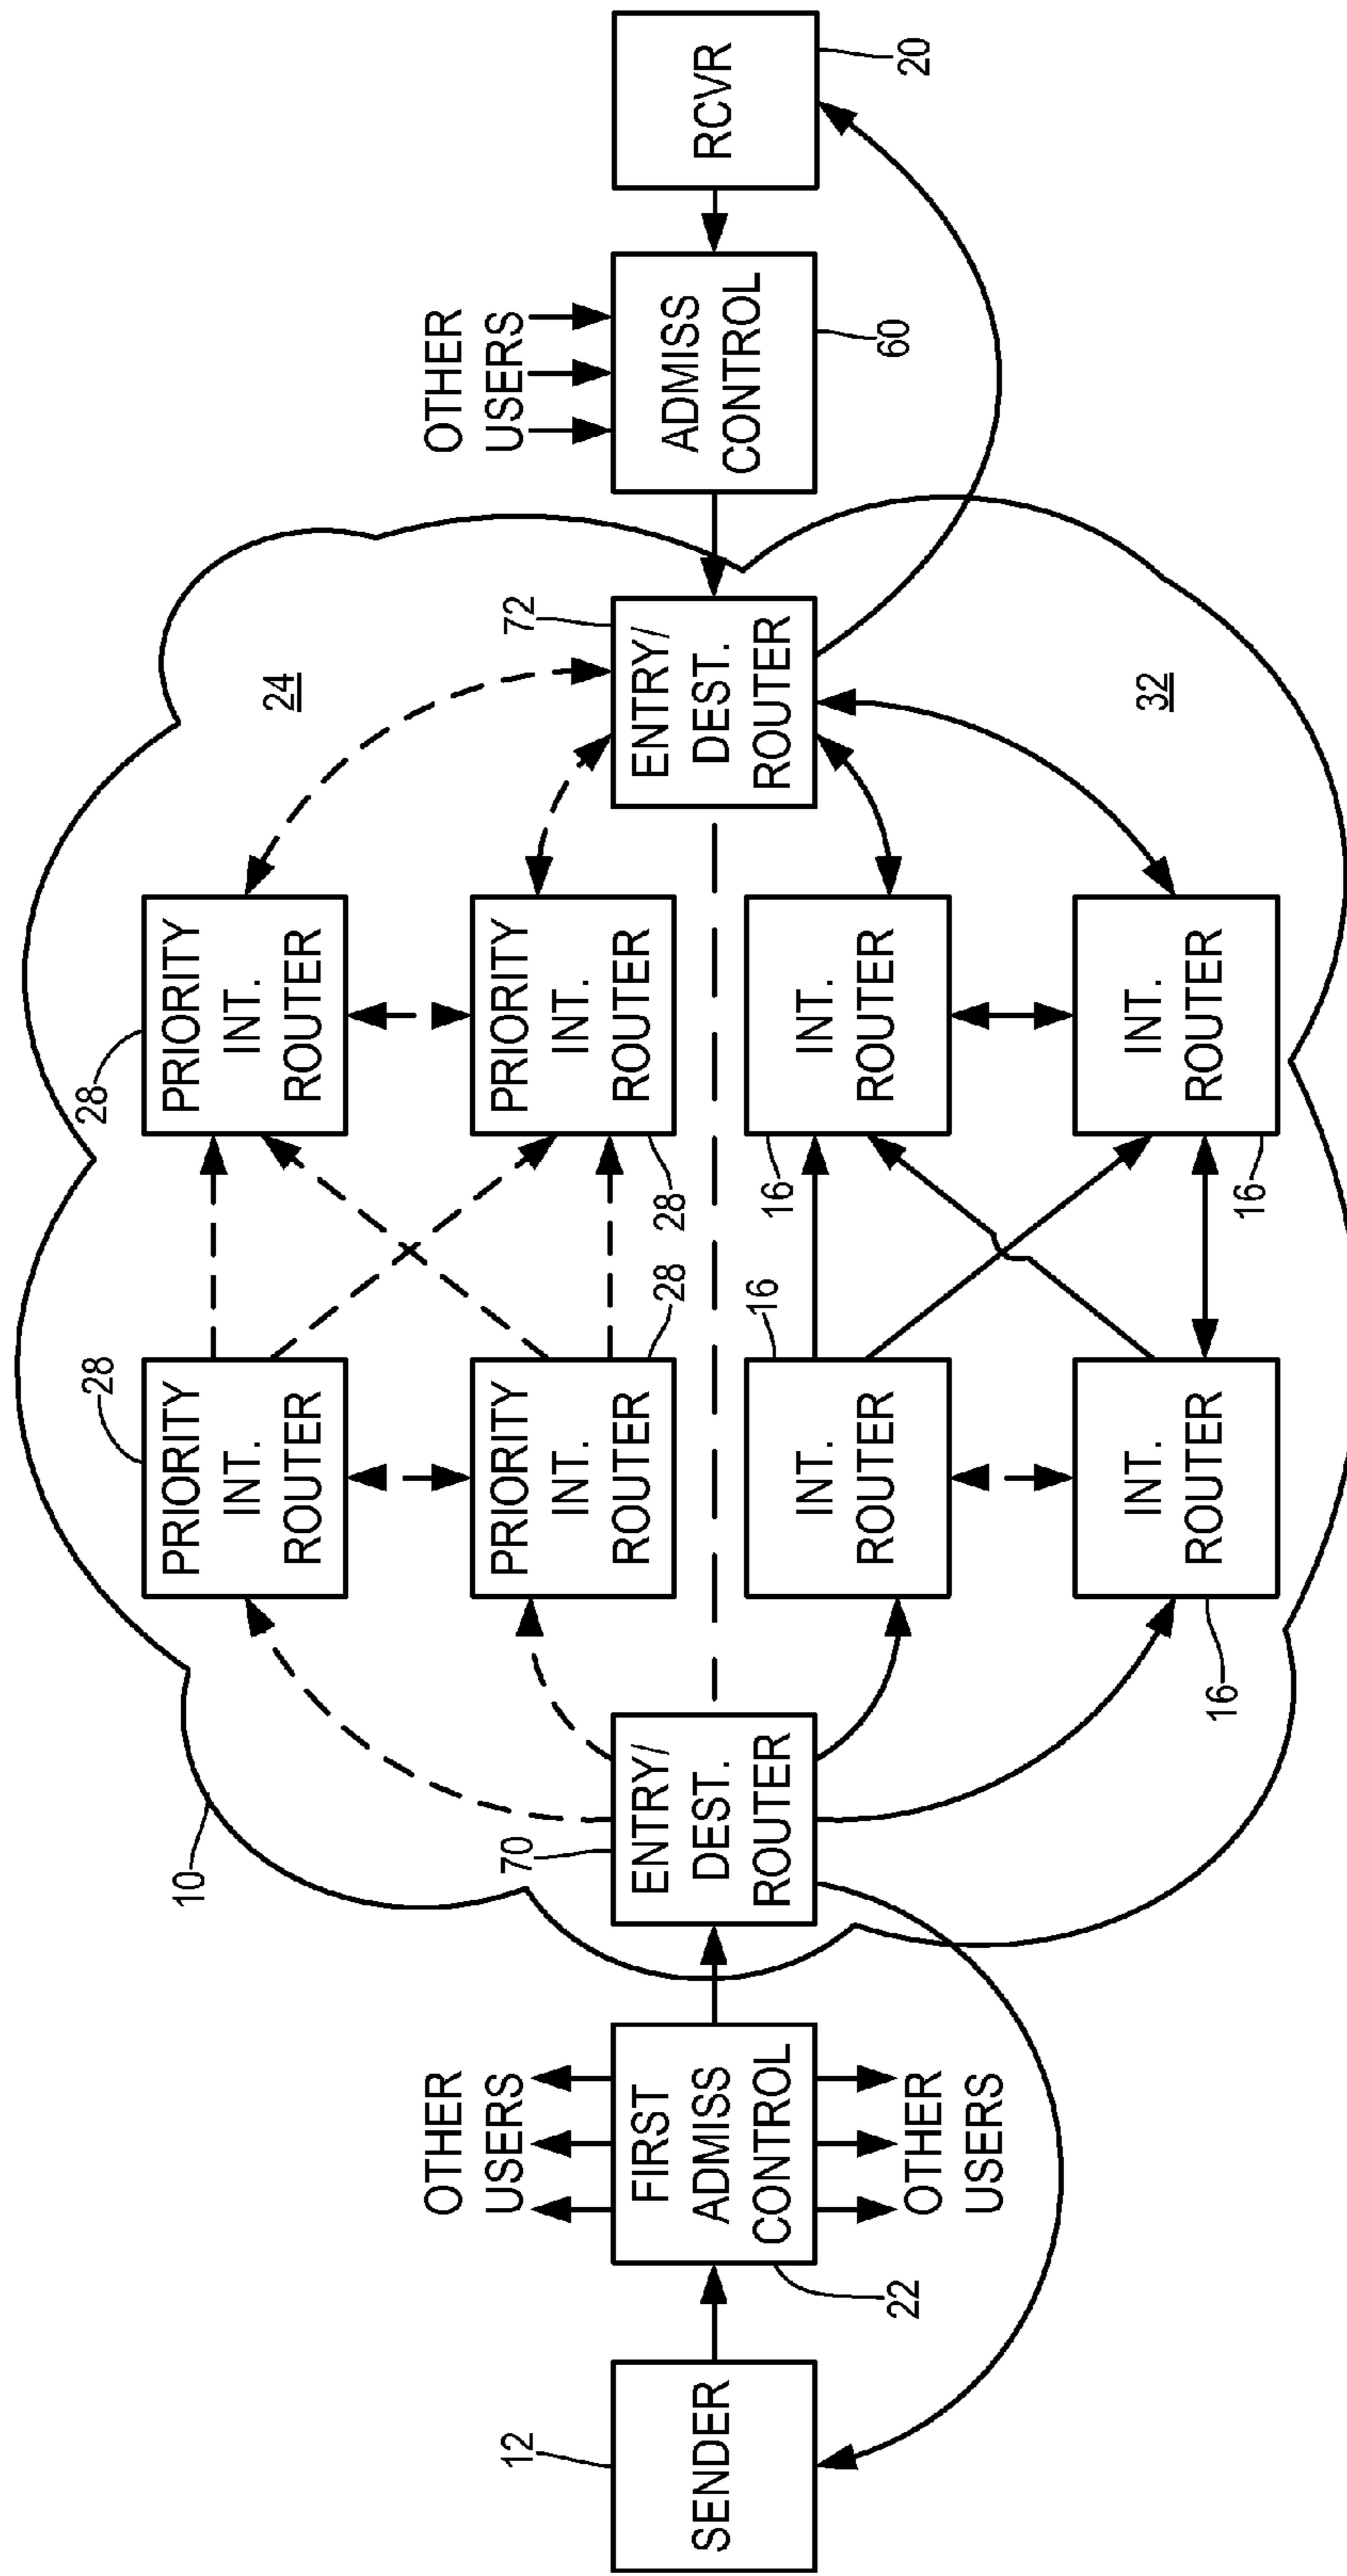 12
SENDER
OTHER
USERS
FIRST
ADMISS
CONTROL
22
OTHER
USERS
10
70
ENTRY/
DEST.
ROUTER
28
PRIORITY
INT.
ROUTER
PRIORITY
INT.
ROUTER
28
16
INT.
ROUTER
INT.
ROUTER
16
28
PRIORITY
INT.
ROUTER
PRIORITY
INT.
ROUTER
28
INT.
ROUTER
16
INT.
ROUTER
16
24
72
ENTRY/
DEST.
ROUTER
32
OTHER
USERS
ADMISS
CONTROL
60
RCVR
20